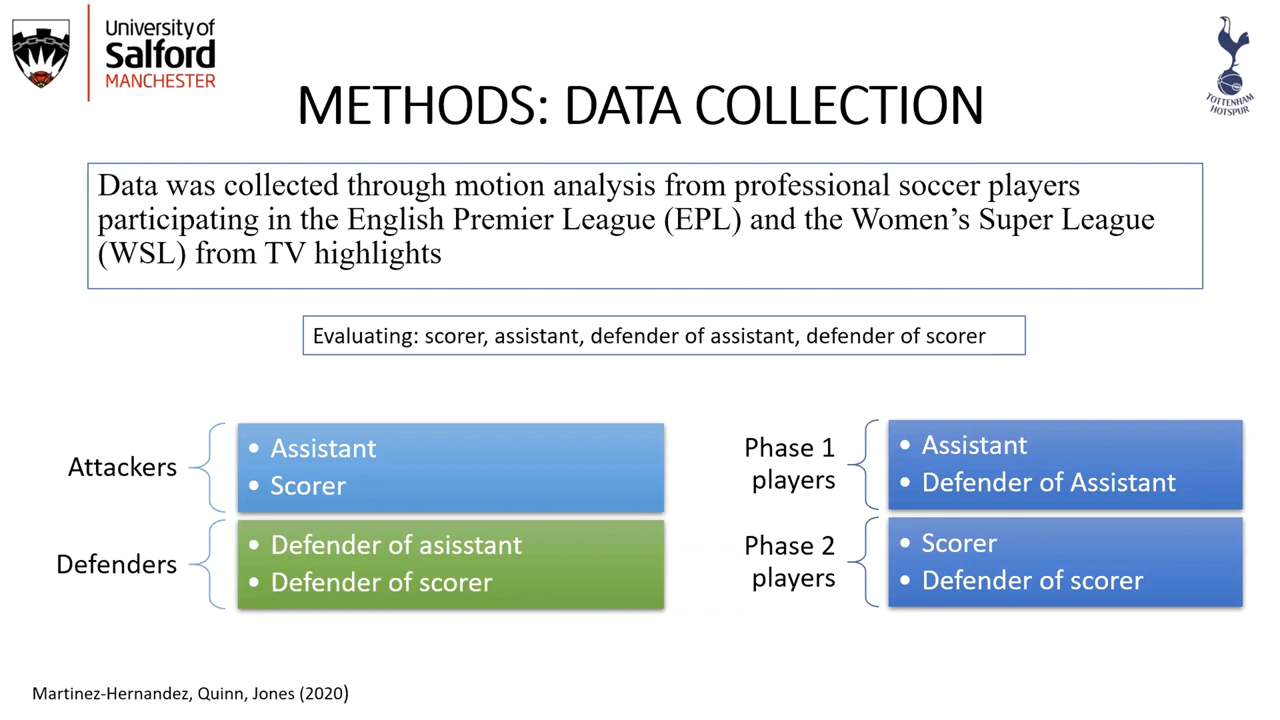 University of
Salford
MANCHESTER
TOTTENHAM
HOTSPUR
METHODS: DATA COLLECTION
Data was collected through motion analysis from professional soccer players
participating in the English Premier League (EPL) and the Women’s Super League
(WSL) from TV highlights
Evaluating: scorer, assistant, defender of assistant, defender of scorer
Attackers
• Assistant
• Scorer
Defenders
• Defender of asisstant
• Defender of scorer
Phase 1
players
• Assistant
• Defender of Assistant
Phase 2
players
• Scorer
• Defender of scorer
Martinez-Hernandez, Quinn, Jones (2020)